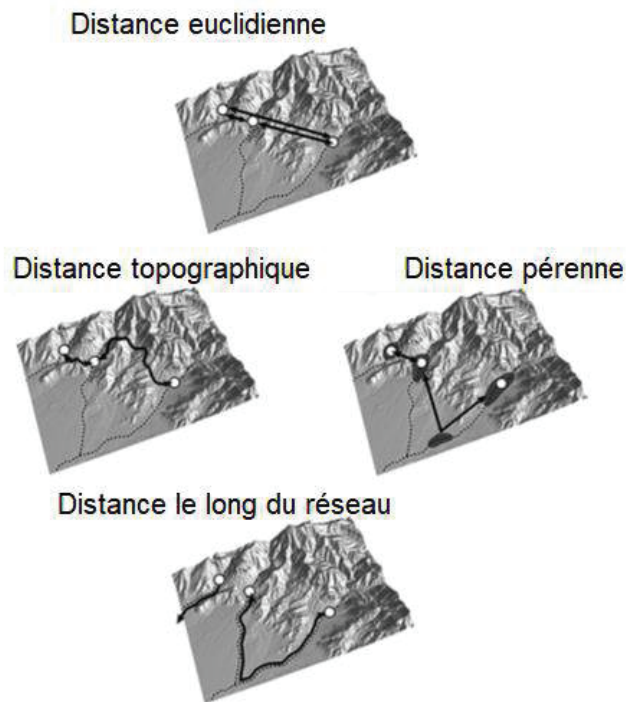 Distance euclidienne
Distance topographique
Distance pérenne
Distance le long du réseau